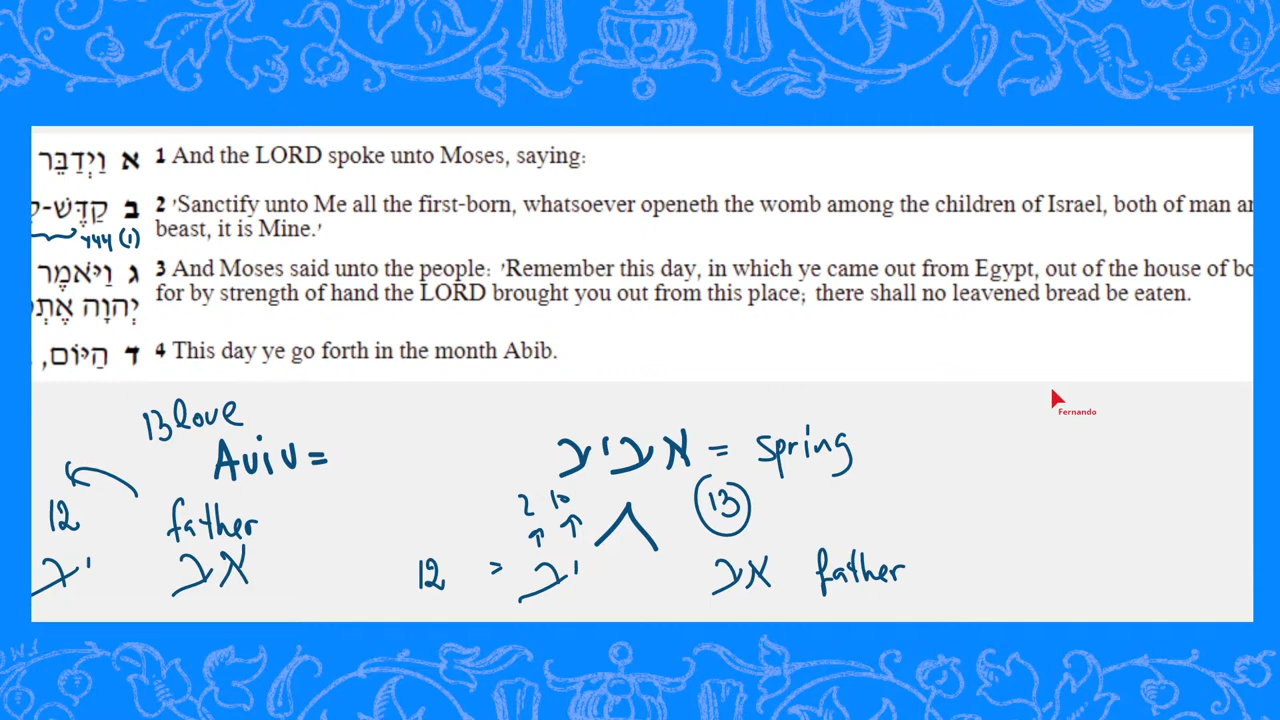 א וַיְדַבֵּר 1 And the LORD spoke unto Moses, saying:
ב קַדֶּשׁ- 2 'Sanctify unto Me all the first-born, whatsoever openeth the womb among the children of Israel, both of man
beast, it is Mine.'
(1)
ג וַיֹּאמֶר 3 And Moses said unto the people: 'Remember this day, in which ye came out from Egypt, out of the house of
יְהוָה for by strength of hand the LORD brought you out from this place; there shall no leavened bread be eaten.
ד הַיּוֹם, 4 This day ye go forth in the month Abib.
Fernando
13 love
Aviv =
אביב = spring
2 10
13
12 father
יב אב
12 = יב
אב father